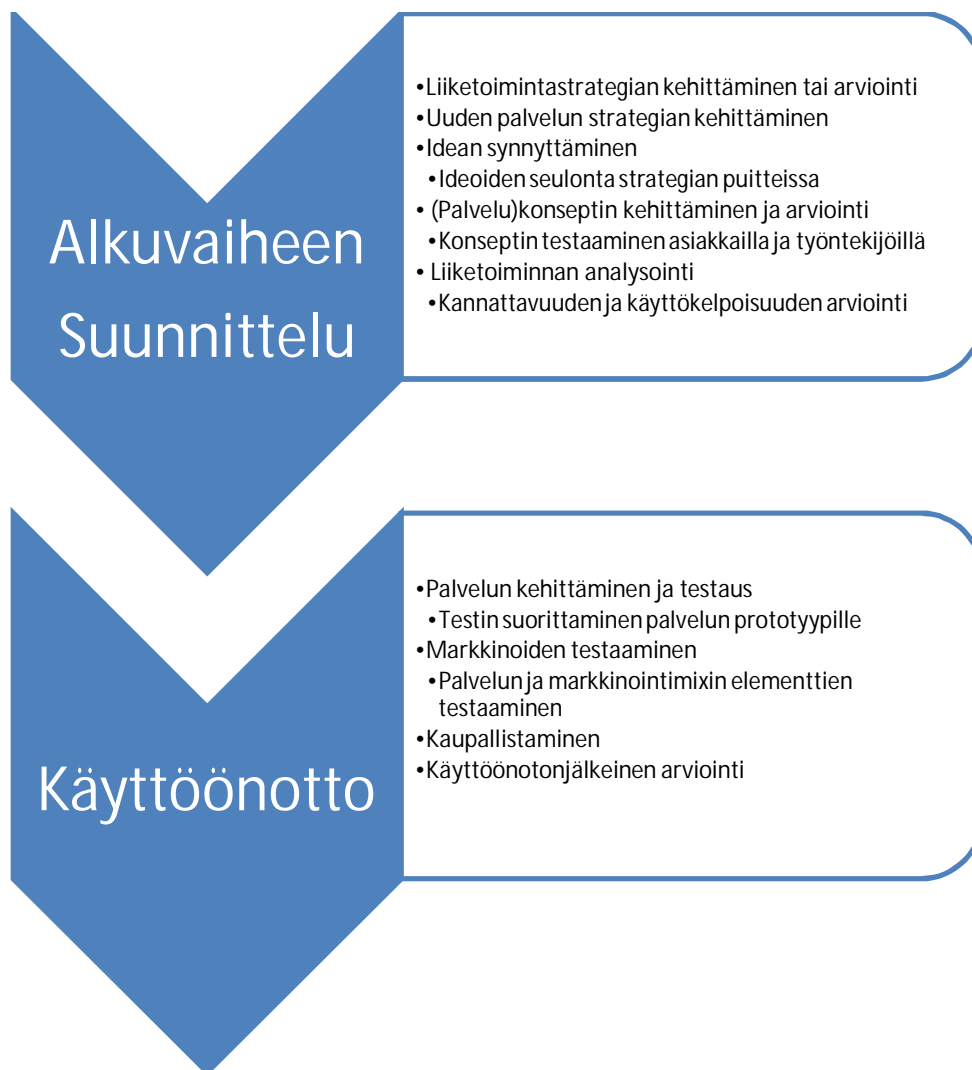 Alkuvaiheen
Suunnittelu
•Liiketoimintastrategian kehittäminen tai arviointi
•Uuden palvelun strategian kehittäminen
•Idean synnyttäminen
•Ideoiden seulonta strategian puitteissa
• (Palvelu)konseptin kehittäminen ja arviointi
•Konseptin testaaminen asiakkailla ja työntekijöillä
• Liiketoiminnan analysointi
•Kannattavuuden ja käyttökelpoisuuden arviointi
Käyttöönotto
•Palvelun kehittäminen ja testaus
•Testin suorittaminen palvelun prototyypille
•Markkinoiden testaaminen
•Palvelun ja markkinointimixin elementtien
testaaminen
•Kaupallistaminen
•Käyttöönotonjälkeinen arviointi